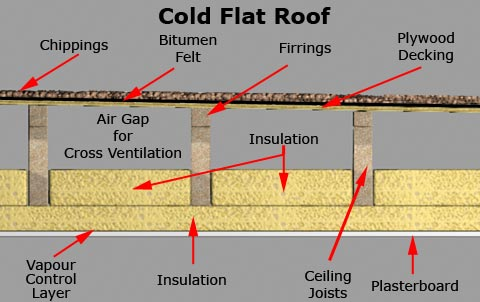 Cold Flat Roof
Chippings
Bitumen
Felt
Firrings
Plywood
Decking
Air Gap
for
Cross Ventilation
Insulation
Vapour
Control
Layer
Insulation
Ceiling
Joists
Plasterboard